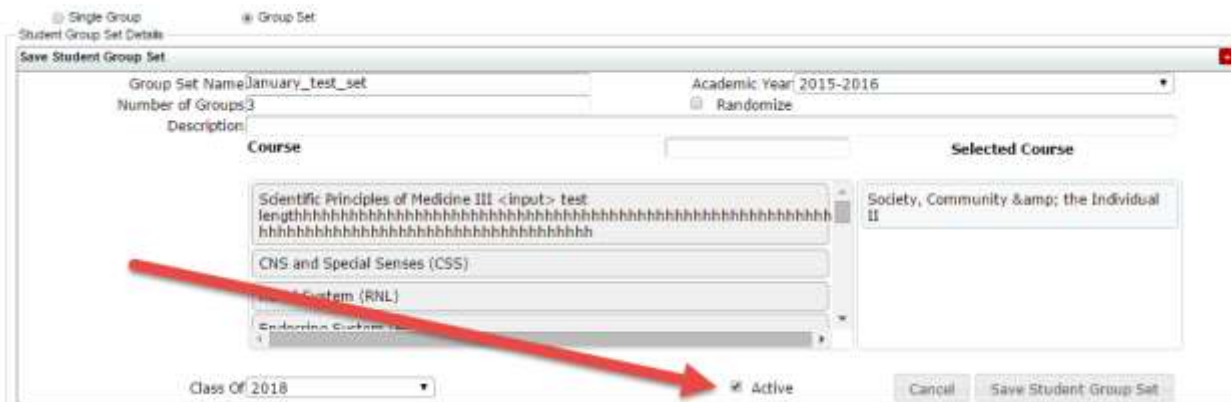 Single Group Group Set
Student Group Set Details
Save Student Group Set
Group Set Name January_test_set Academic Year 2015-2016
Number of Groups 3 Randomize
Description
Course Selected Course
Scientific Principles of Medicine III <input> test
Society, Community &amp; the Individual
II
CNS and Special Senses (CSS)
System (RNL)
Endocrine System
Class Of 2018 Active Cancel Save Student Group Set